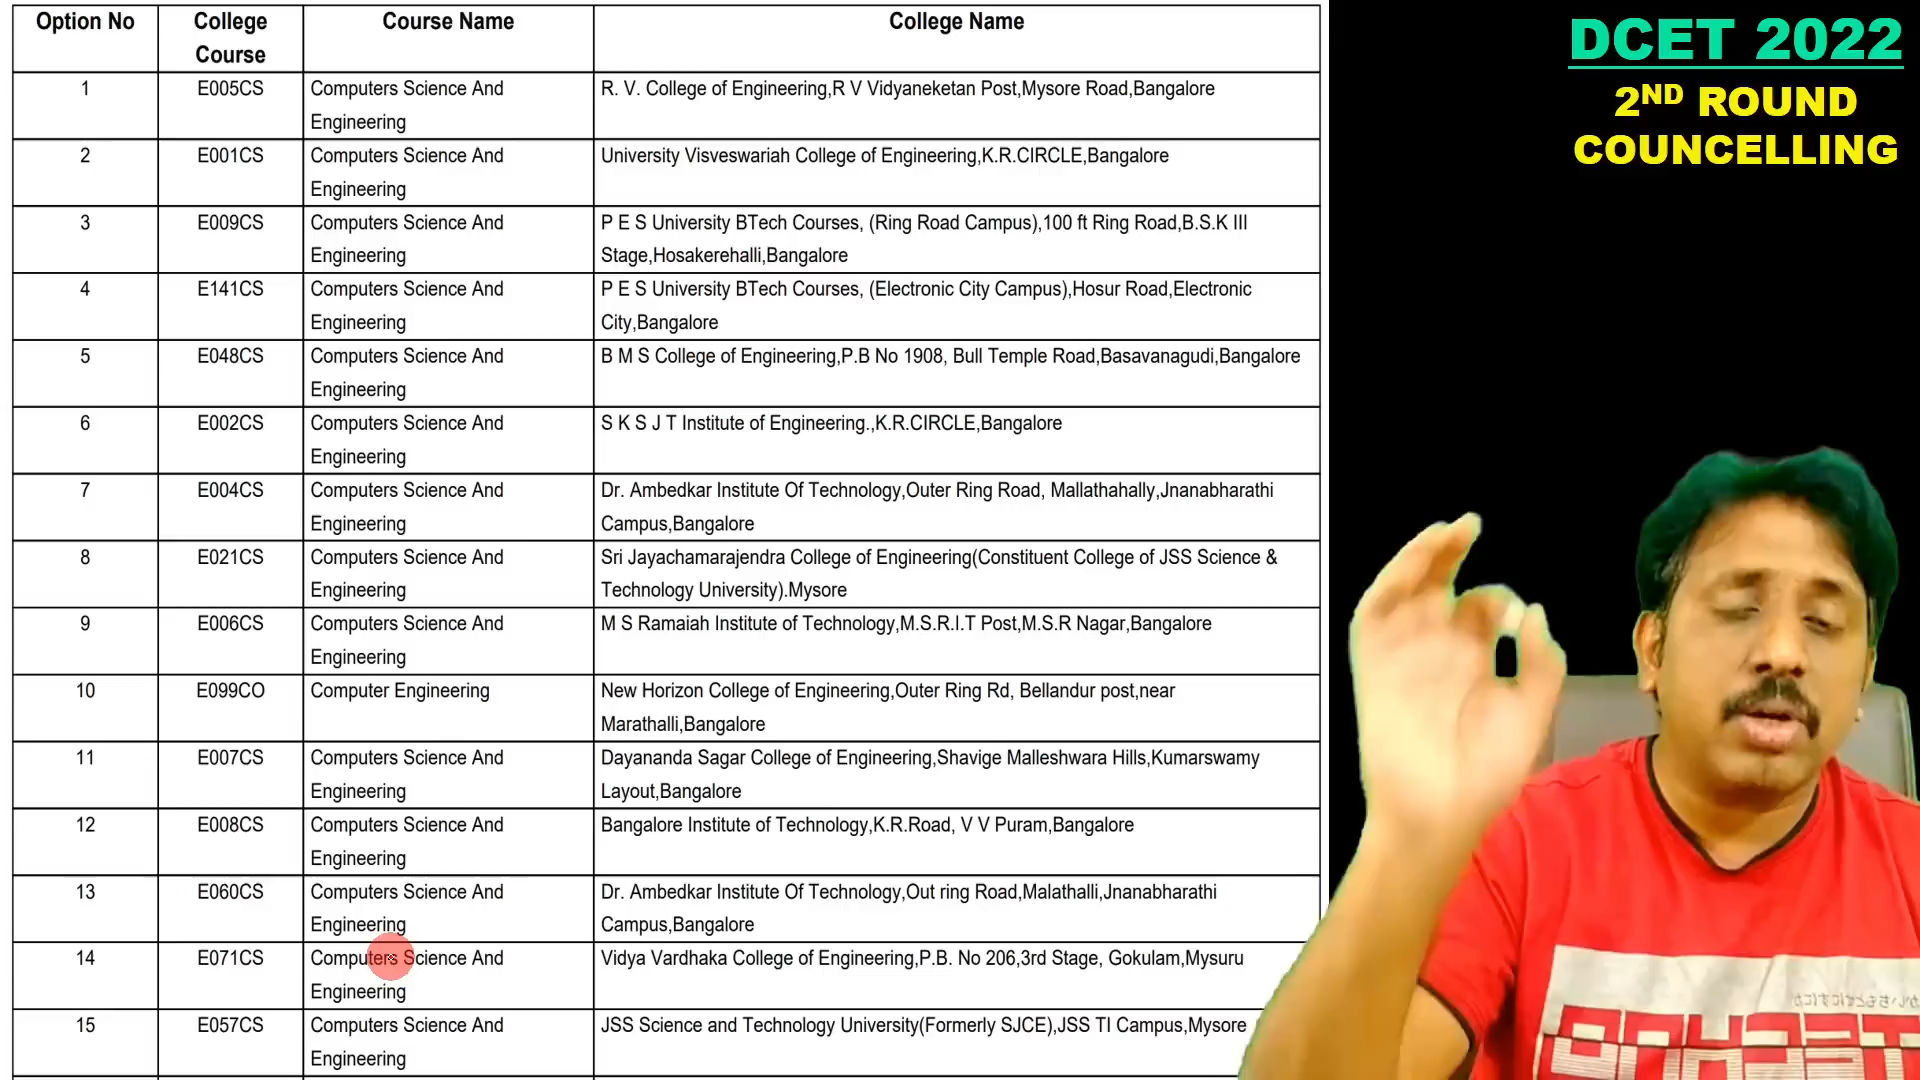 Option No College Course Name College Name
Course
1 E005CS Computers Science And R. V. College of Engineering,R V Vidyaneketan Post,Mysore Road,Bangalore
Engineering
2 E001CS Computers Science And University Visveswariah College of Engineering,K.R.CIRCLE,Bangalore
Engineering
3 E009CS Computers Science And P E S University BTech Courses, (Ring Road Campus),100 ft Ring Road,B.S.K III
Engineering Stage,Hosakerehalli,Bangalore
4 E141CS Computers Science And P E S University BTech Courses, (Electronic City Campus),Hosur Road,Electronic
Engineering City,Bangalore
5 E048CS Computers Science And B M S College of Engineering,P.B No 1908, Bull Temple Road,Basavanagudi,Bangalore
Engineering
6 E002CS Computers Science And S K S J T Institute of Engineering.,K.R.CIRCLE,Bangalore
Engineering
7 E004CS Computers Science And Dr. Ambedkar Institute Of Technology,Outer Ring Road, Mallathahally,Jnanabharathi
Engineering Campus,Bangalore
8 E021CS Computers Science And Sri Jayachamarajendra College of Engineering(Constituent College of JSS Science &
Engineering Technology University).Mysore
9 E006CS Computers Science And M S Ramaiah Institute of Technology,M.S.R.I.T Post,M.S.R Nagar,Bangalore
Engineering
10 E099CO Computer Engineering New Horizon College of Engineering,Outer Ring Rd, Bellandur post,near
Marathalli,Bangalore
11 E007CS Computers Science And Dayananda Sagar College of Engineering,Shavige Malleshwara Hills,Kumarswamy
Engineering Layout,Bangalore
12 E008CS Computers Science And Bangalore Institute of Technology,K.R.Road, V V Puram,Bangalore
Engineering
13 E060CS Computers Science And Dr. Ambedkar Institute Of Technology,Out ring Road,Malathalli,Jnanabharathi
Engineering Campus,Bangalore
14 E071CS Computers Science And Vidya Vardhaka College of Engineering,P.B. No 206,3rd Stage, Gokulam,Mysuru
Engineering
15 E057CS Computers Science And JSS Science and Technology University(Formerly SJCE),JSS TI Campus,Mysore
Engineering
DCET 2022
2ND ROUND
COUNCELLING